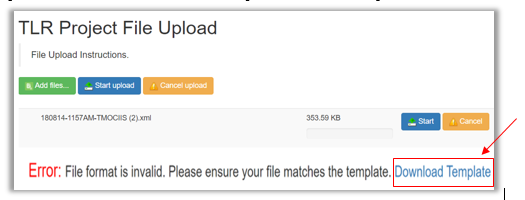 TLR Project File Upload
File Upload Instructions.
Add files... Start upload Cancel upload
180814-1157AM-TMOCIIS (2).xml 353.59 KB Start Cancel
Error: File format is invalid. Please ensure your file matches the template. Download Template